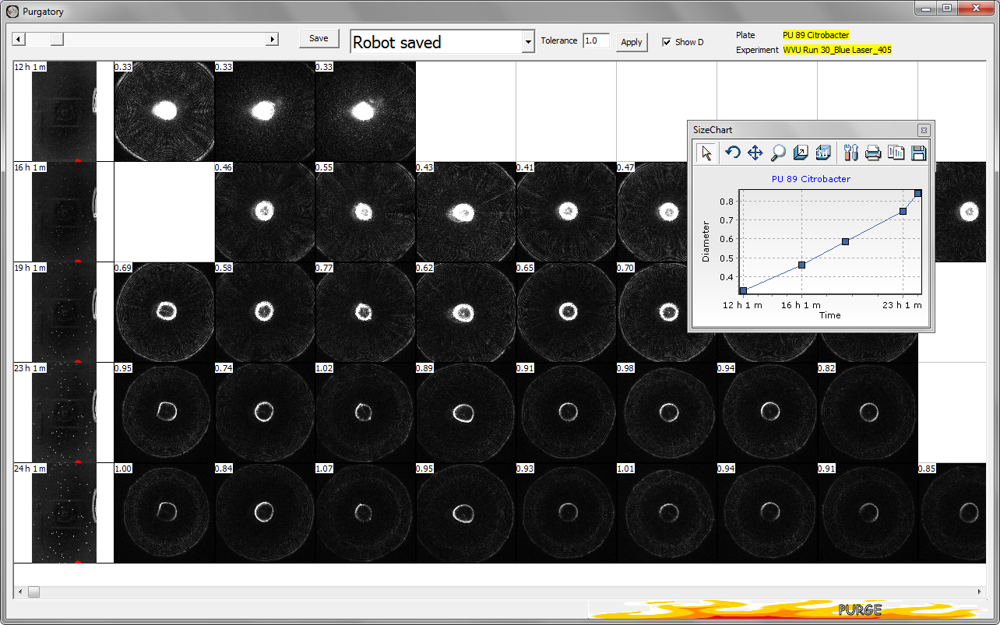 Purgatory
Save
Robot saved
Tolerance 1.0
Apply
Show D
Plate PU 89 Citrobacter
Experiment WVU Run 30_Blue Laser_405
12 h 1 m 0.33 0.33 0.33
16 h 1 m 0.46 0.55 0.43 0.41 0.47
19 h 1 m 0.69 0.58 0.77 0.62 0.65 0.70
23 h 1 m 0.95 0.74 1.02 0.89 0.91 0.98 0.94 0.82
24 h 1 m 1.00 0.84 1.07 0.95 0.93 1.01 0.94 0.91 0.85
SizeChart
3d
PU 89 Citrobacter
Diameter
0.8
0.7
0.6
0.5
0.4
12 h 1 m 16 h 1 m 23 h 1 m
Time
PURGE